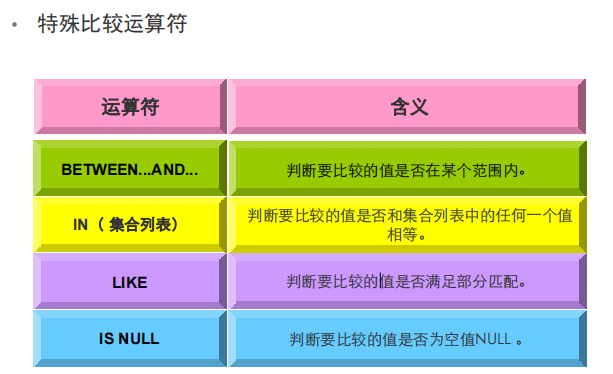 • 特殊比较运算符
运算符 含义
BETWEEN...AND... 判断要比较的值是否在某个范围内。
IN（ 集合列表） 判断要比较的值是否和集合列表中的任何一个值
相等。
LIKE 判断要比较的值是否满足部分匹配。
IS NULL 判断要比较的值是否为空值NULL 。